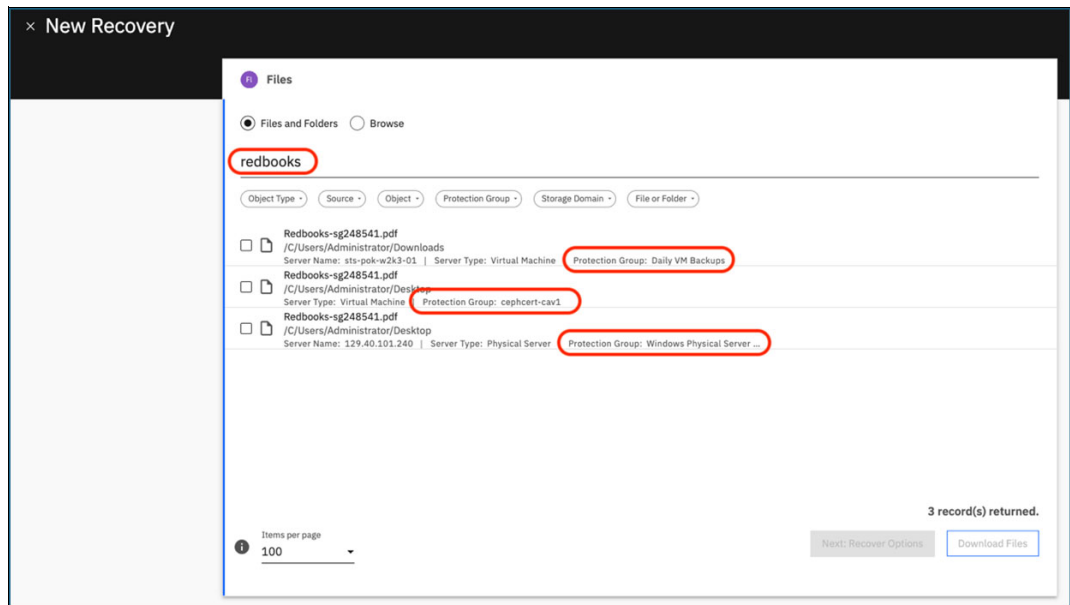 × New Recovery
FI Files
Files and Folders Browse
redbooks
Object Type Source Object Protection Group Storage Domain File or Folder
Redbooks-sg248541.pdf
/C/Users/Administrator/Downloads
Server Name: sts-pok-w2k3-01 | Server Type: Virtual Machine Protection Group: Daily VM Backups
Redbooks-sg248541.pdf
/C/Users/Administrator/Desktop
Server Type: Virtual Machine | Protection Group: cephcert-cav1
Redbooks-sg248541.pdf
/C/Users/Administrator/Desktop
Server Name: 129.40.101.240 | Server Type: Physical Server Protection Group: Windows Physical Server ...
3 record(s) returned.
Items per page
100
Next: Recover Options Download Files